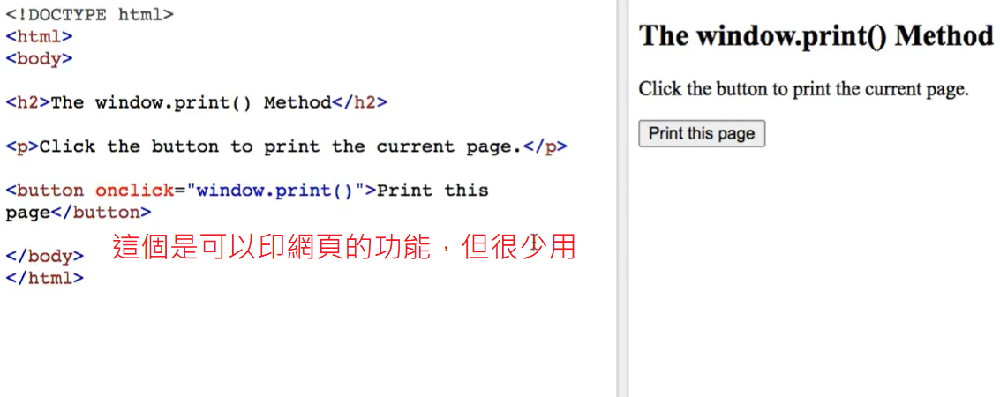 <!DOCTYPE html>
<html>
<body>
<h2>The window.print() Method</h2>
<p>Click the button to print the current page.</p>
<button onclick="window.print()">Print this
page</button>
這個是可以印網頁的功能，但很少用
</body>
</html>
The window.print() Method
Click the button to print the current page.
Print this page